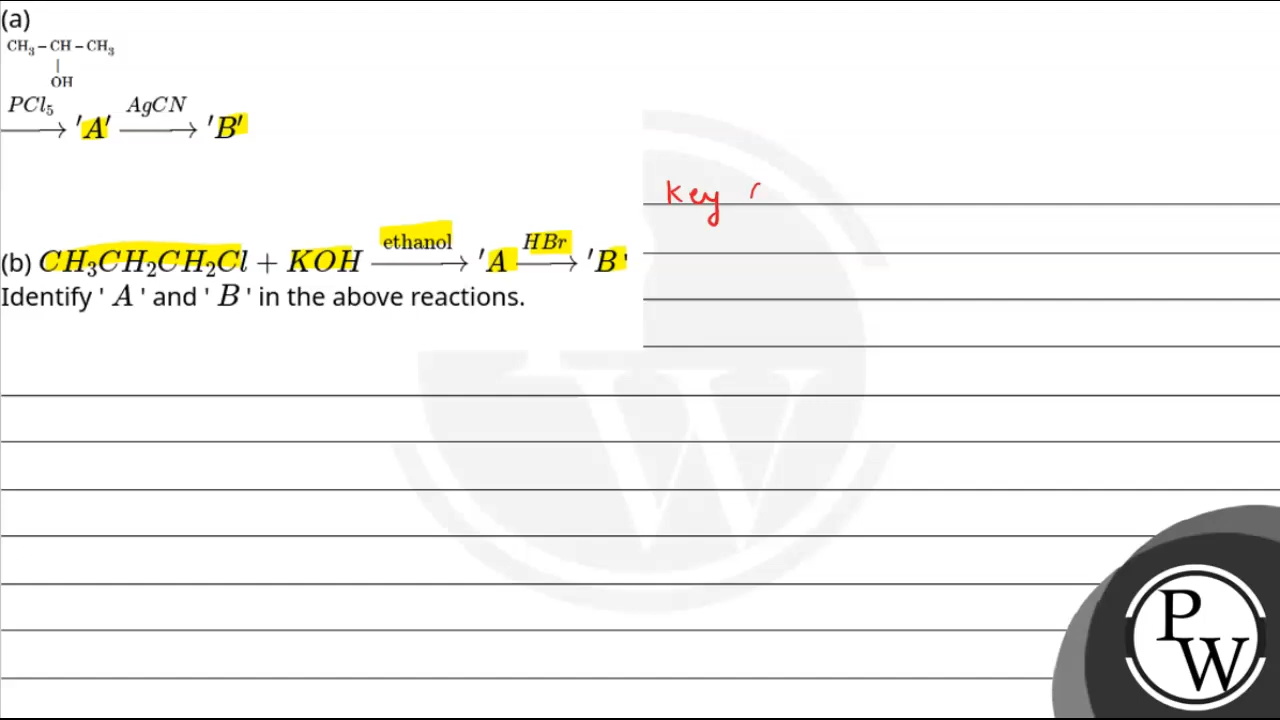 (a)
CH₃ – CH – CH₃
|
OH
PCl₅ AgCN
⟶ 'A' ⟶ 'B'
Key
(b) CH₃CH₂CH₂Cl + KOH ethanol ⟶ 'A HBr ⟶ 'B'
Identify ' A ' and ' B ' in the above reactions.
P
W